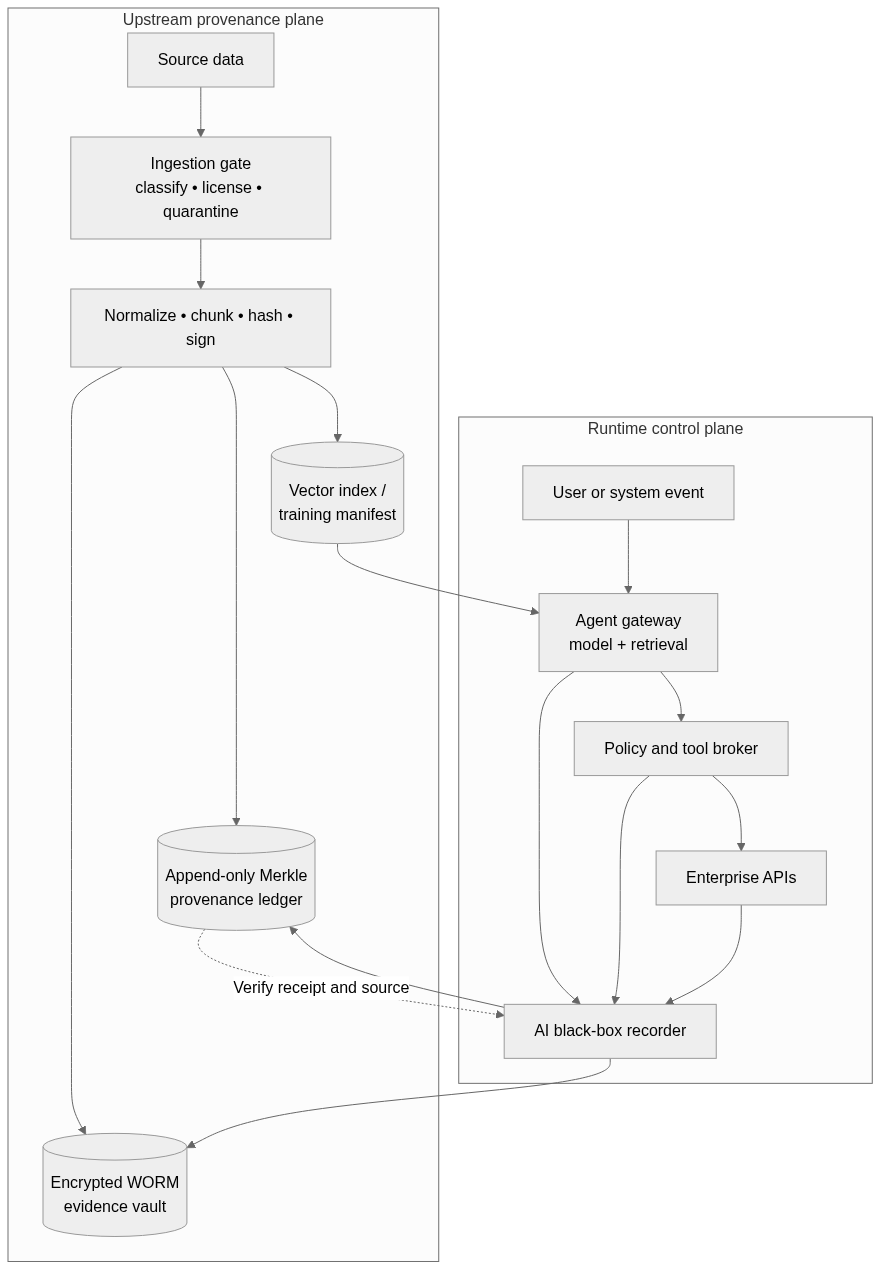 Upstream provenance plane
Source data
Ingestion gate
classify • license •
quarantine
Normalize • chunk • hash •
sign
Vector index /
training manifest
Runtime control plane
User or system event
Agent gateway
model + retrieval
Policy and tool broker
Enterprise APIs
Append-only Merkle
provenance ledger
Verify receipt and source
AI black-box recorder
Encrypted WORM
evidence vault